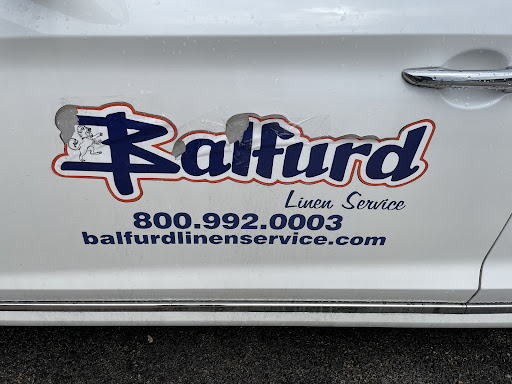 Balfurd
Linen Service
800.992.0003
balfurdlinenservice.com